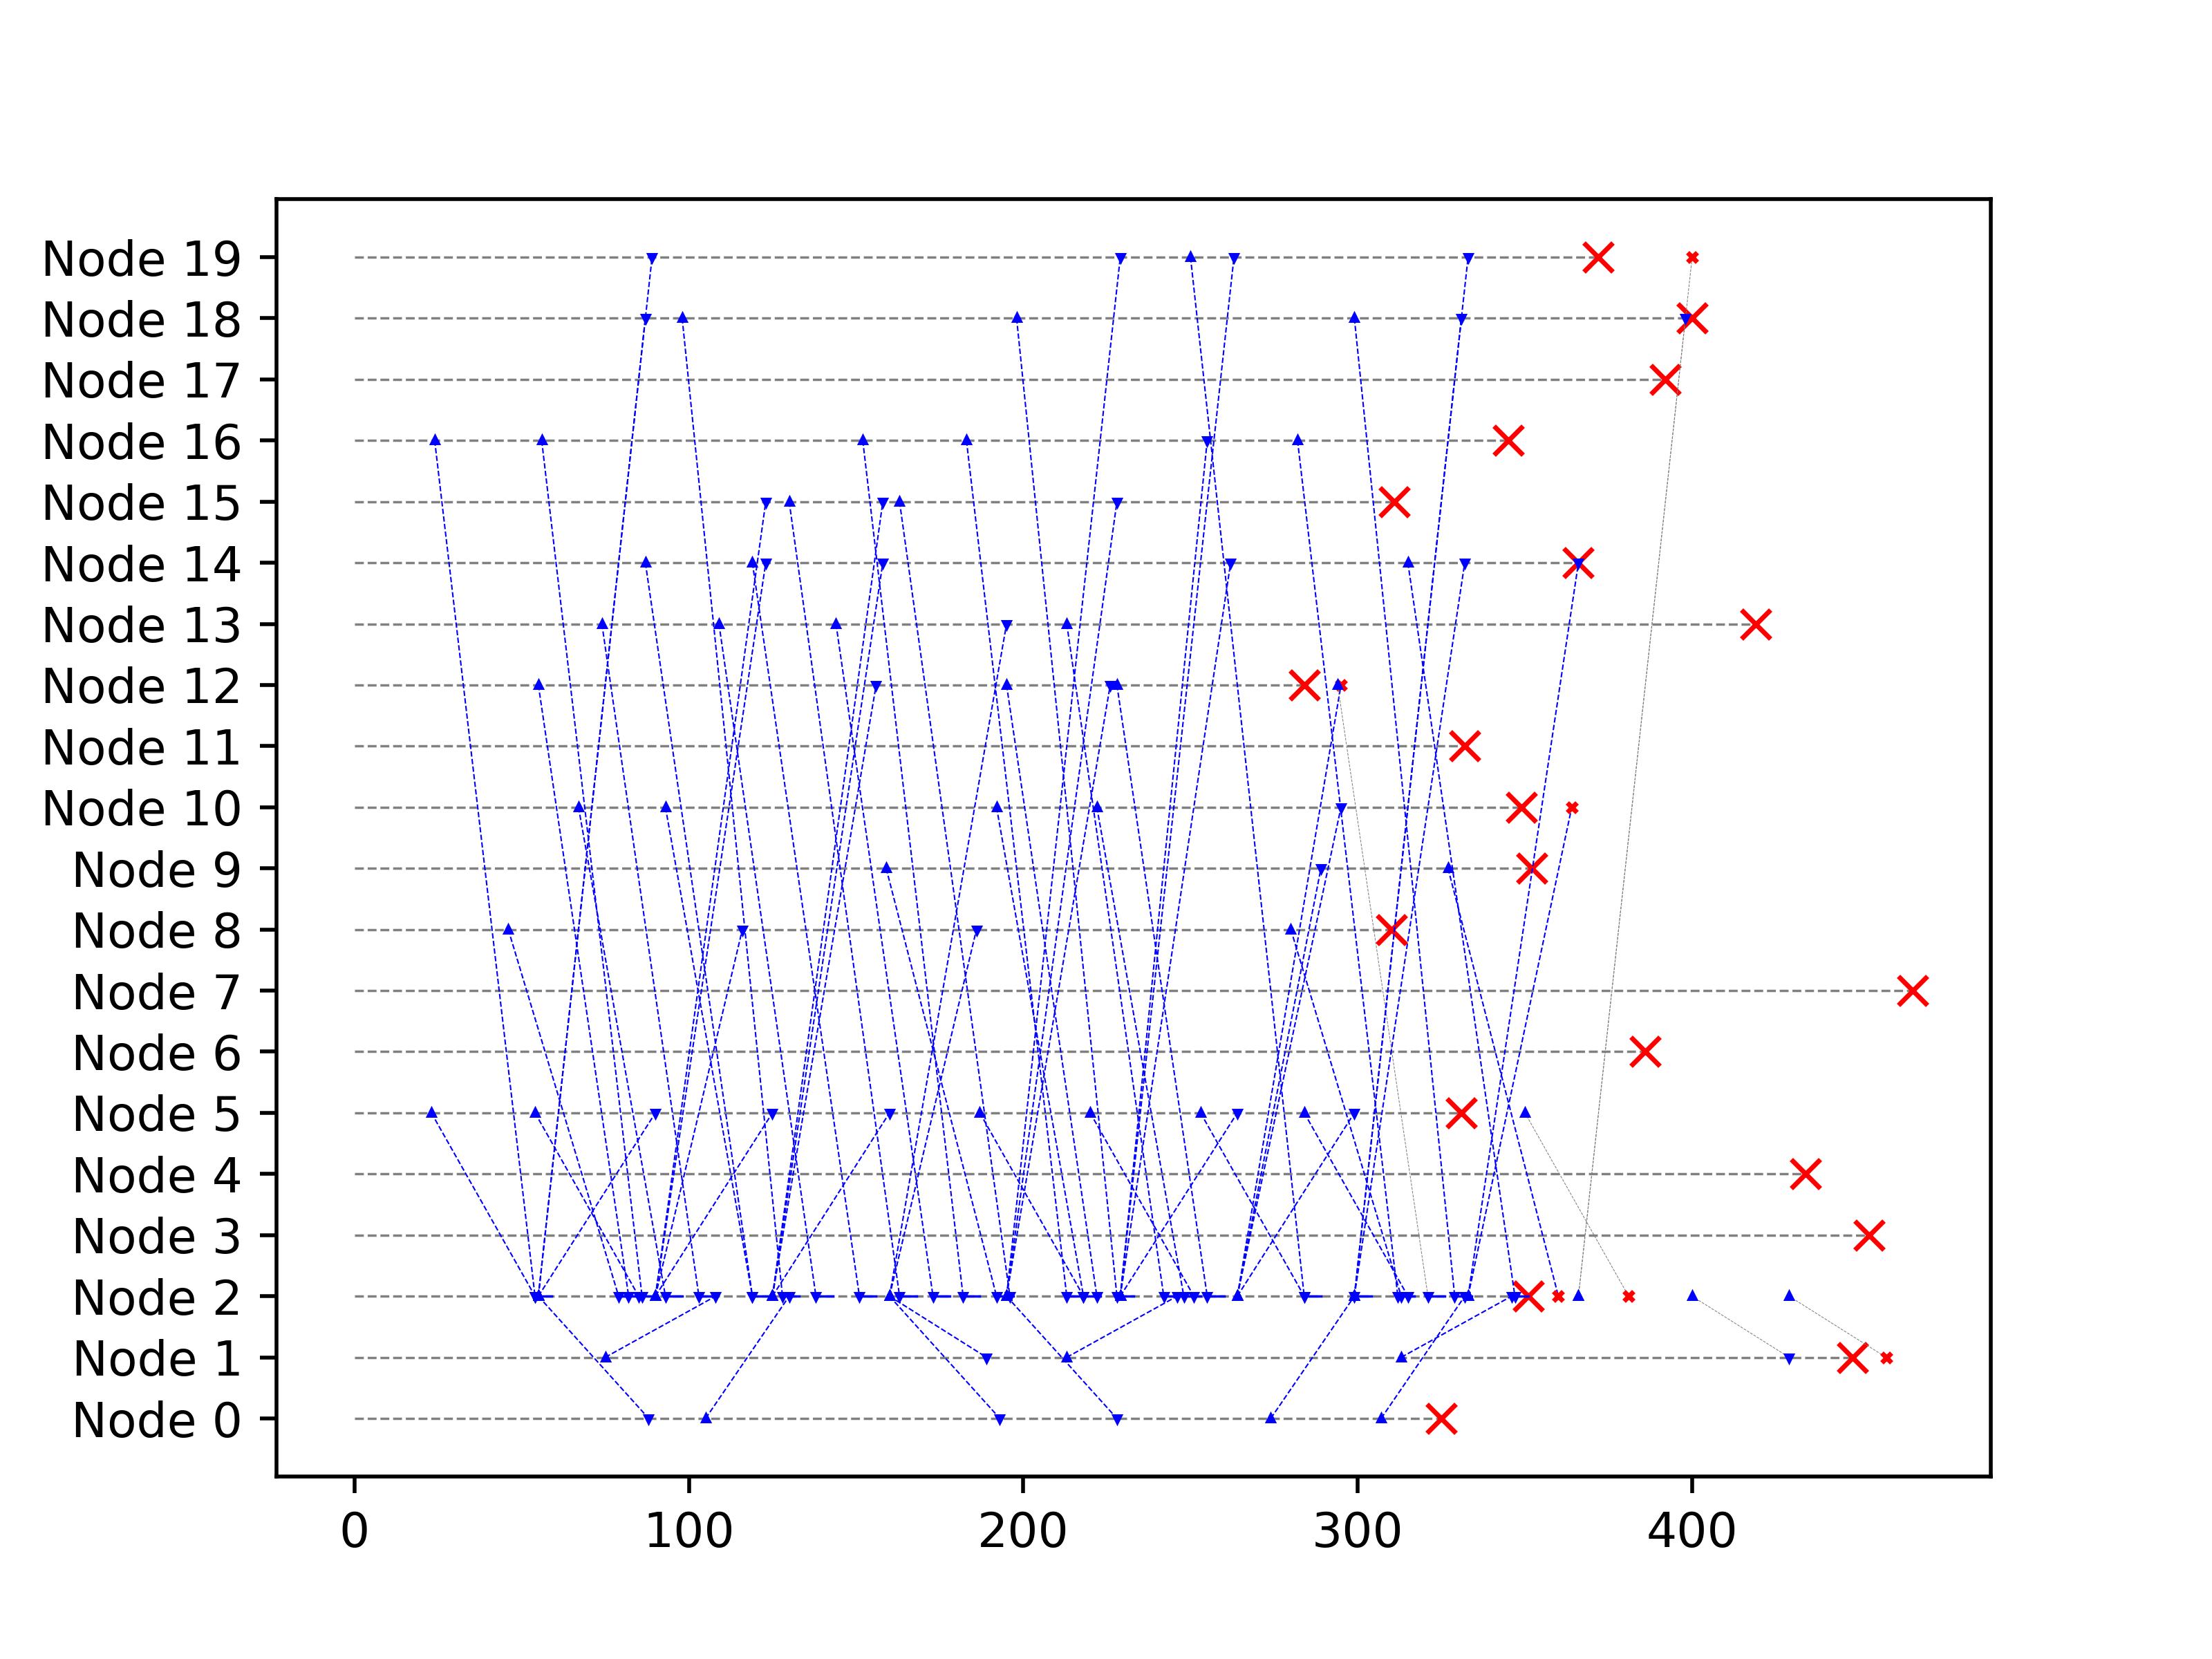 Node 19
Node 18
Node 17
Node 16
Node 15
Node 14
Node 13
Node 12
Node 11
Node 10
Node 9
Node 8
Node 7
Node 6
Node 5
Node 4
Node 3
Node 2
Node 1
Node 0
0 100 200 300 400